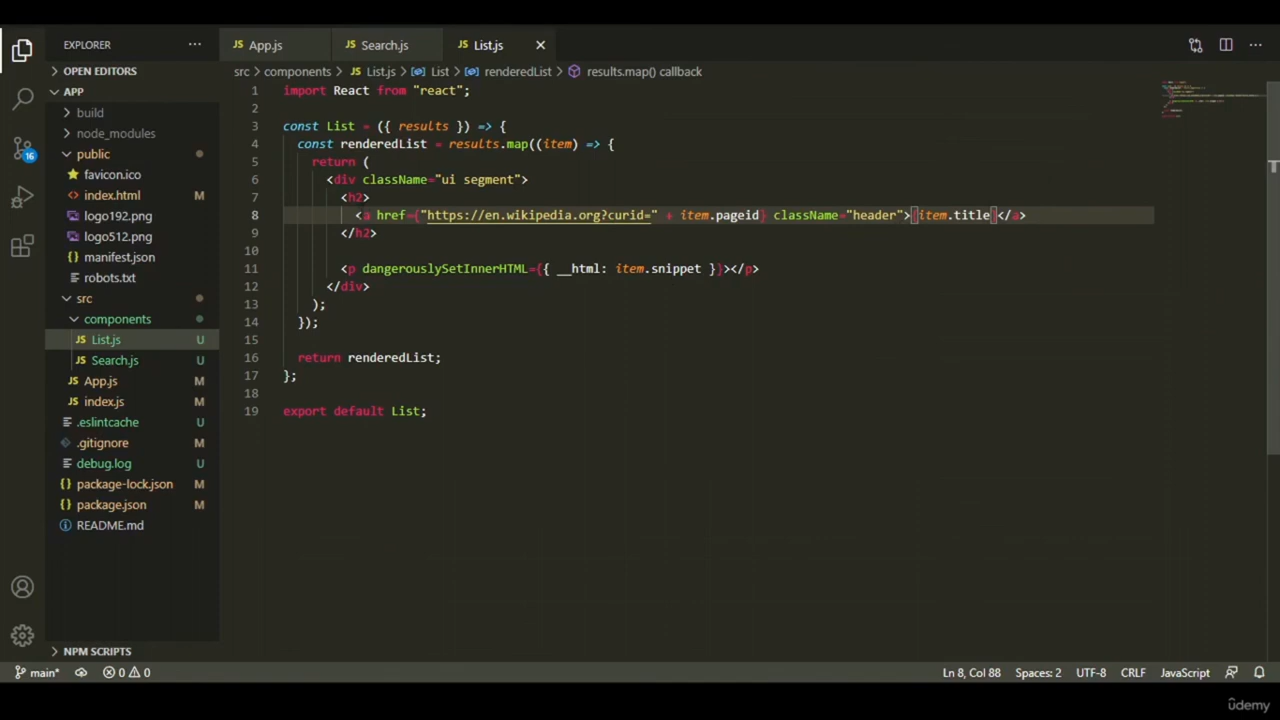 EXPLORER
App.js
Search.js
List.js
OPEN EDITORS
src > components > List.js > List > renderedList > results.map() callback
APP
build
node_modules
public
favicon.ico
index.html M
logo192.png
logo512.png
manifest.json
robots.txt
src
components
List.js U
Search.js U
App.js M
index.js M
.eslintcache U
.gitignore M
debug.log U
package-lock.json M
package.json M
README.md
NPM SCRIPTS
16
1 import React from "react";
2
3 const List = ({ results }) => {
4 const renderedList = results.map((item) => {
5 return (
6 <div className="ui segment">
7 <h2>
8 <a href={"https://en.wikipedia.org?curid=" + item.pageid} className="header">{item.title}</a>
9 </h2>
10
11 <p dangerouslySetInnerHTML={{ __html: item.snippet }}></p>
12 </div>
13 );
14 });
15
16 return renderedList;
17 };
18
19 export default List;
main* 0 0
Ln 8, Col 88 Spaces: 2 UTF-8 CRLF JavaScript
ûdemy